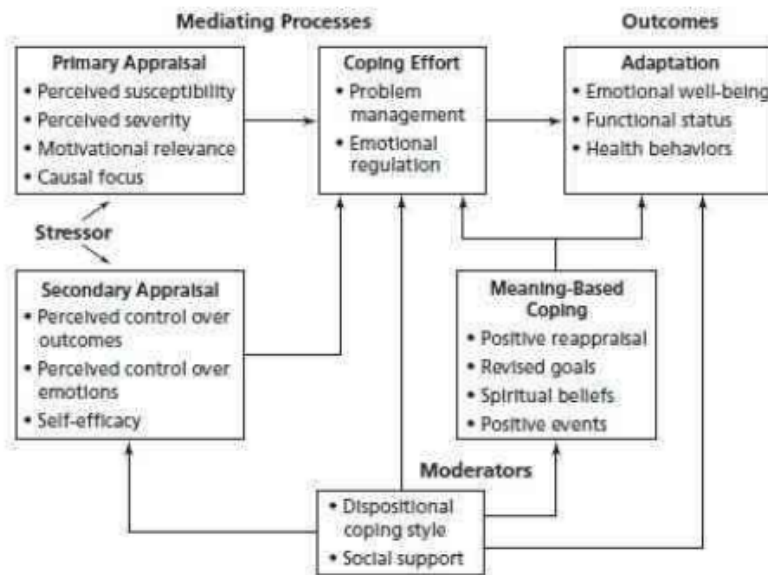 Mediating Processes
Outcomes
Primary Appraisal
• Perceived susceptibility
• Perceived severity
• Motivational relevance
• Causal focus
Coping Effort
• Problem
management
• Emotional
regulation
Adaptation
• Emotional well-being
• Functional status
• Health behaviors
Stressor
Secondary Appraisal
• Perceived control over
outcomes
• Perceived control over
emotions
• Self-efficacy
Meaning-Based
Coping
• Positive reappraisal
• Revised goals
• Spiritual beliefs
• Positive events
Moderators
• Dispositional
coping style
• Social support